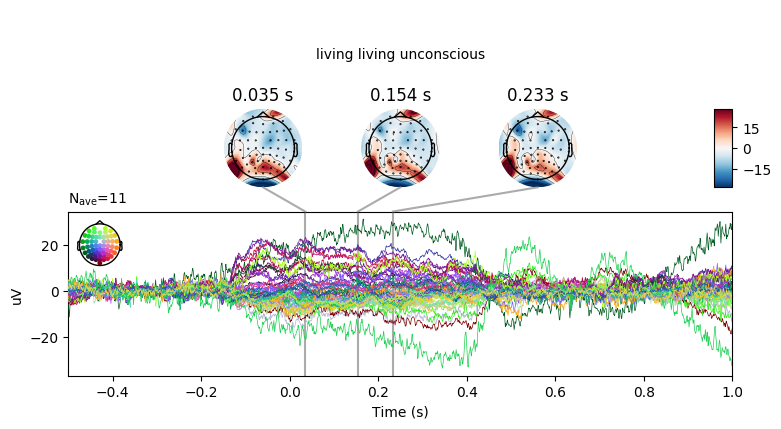 living living unconscious
0.035 s
0.154 s
0.233 s
15
0
−15
Nave=11
20
0
−20
uV
−0.4
−0.2
0.0
0.2
0.4
0.6
0.8
1.0
Time (s)